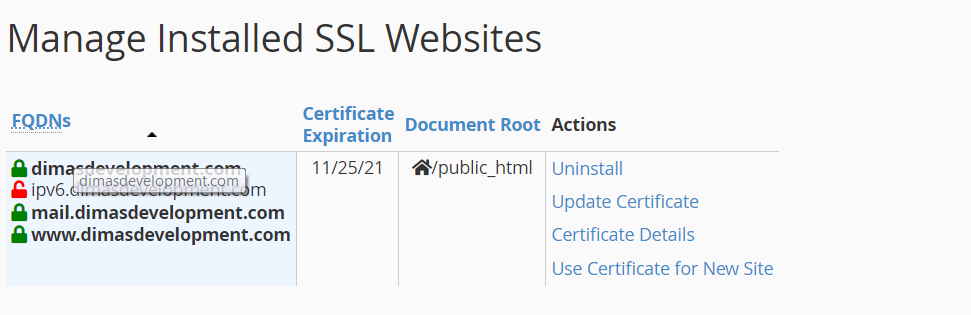 Manage Installed SSL Websites
FQDNs
Certificate Expiration
Document Root
Actions
dimasdevelopment.com
dimasdevelopment.com
ipv6.dimasdevelopment.com
mail.dimasdevelopment.com
www.dimasdevelopment.com
11/25/21
/public_html
Uninstall
Update Certificate
Certificate Details
Use Certificate for New Site